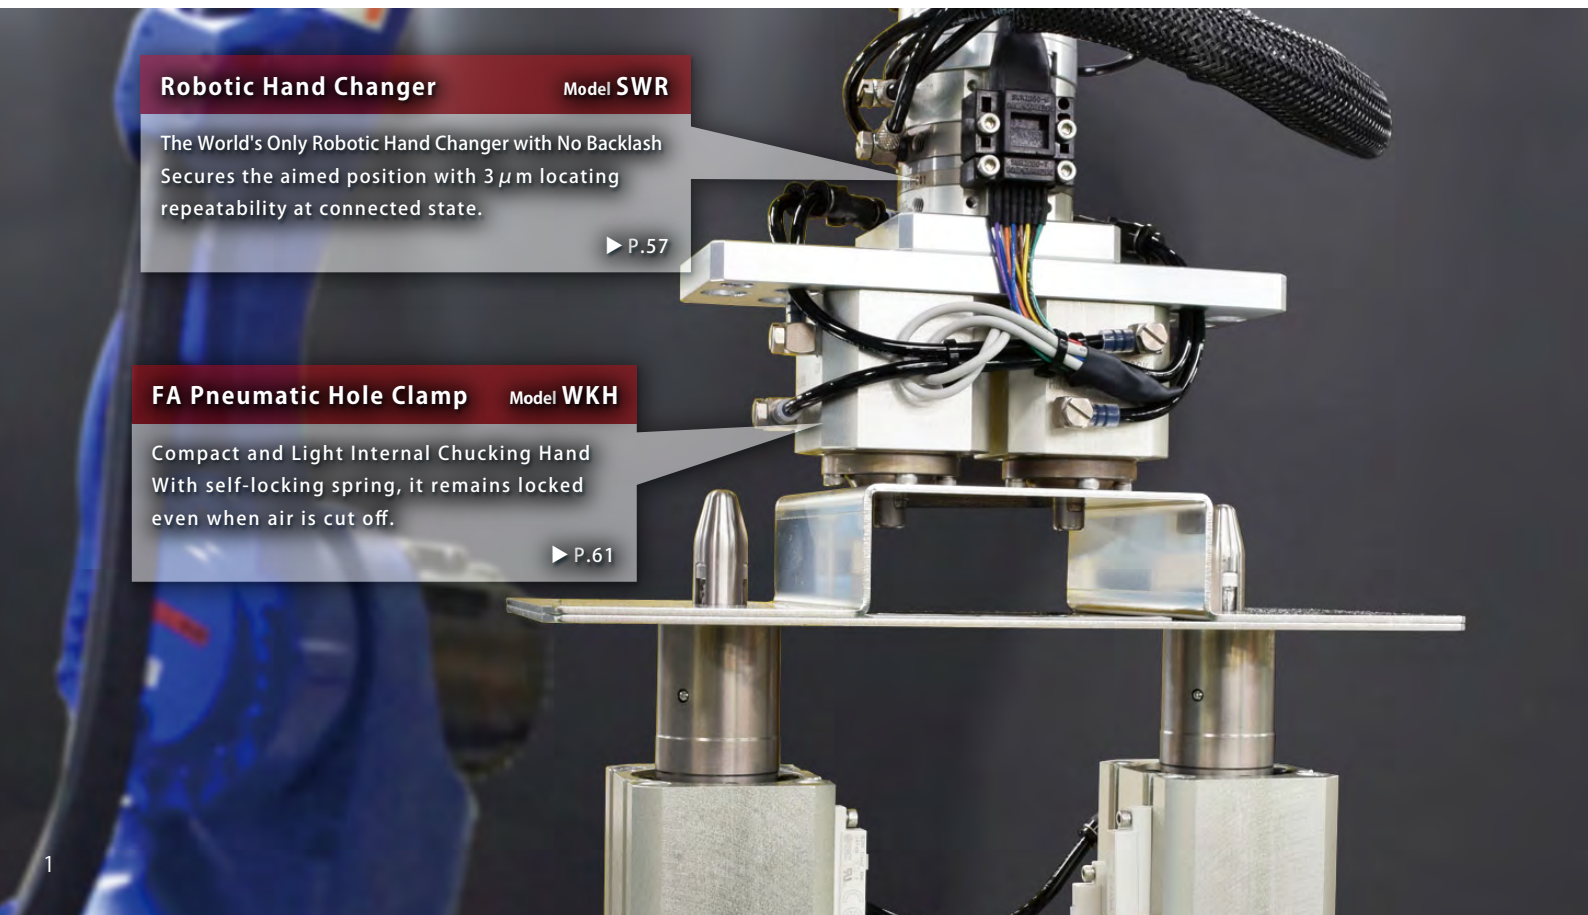 Robotic Hand Changer Model SWR
The World's Only Robotic Hand Changer with No Backlash
Secures the aimed position with 3 μm locating
repeatability at connected state.
▶ P.57
FA Pneumatic Hole Clamp Model WKH
Compact and Light Internal Chucking Hand
With self-locking spring, it remains locked
even when air is cut off.
▶ P.61
1